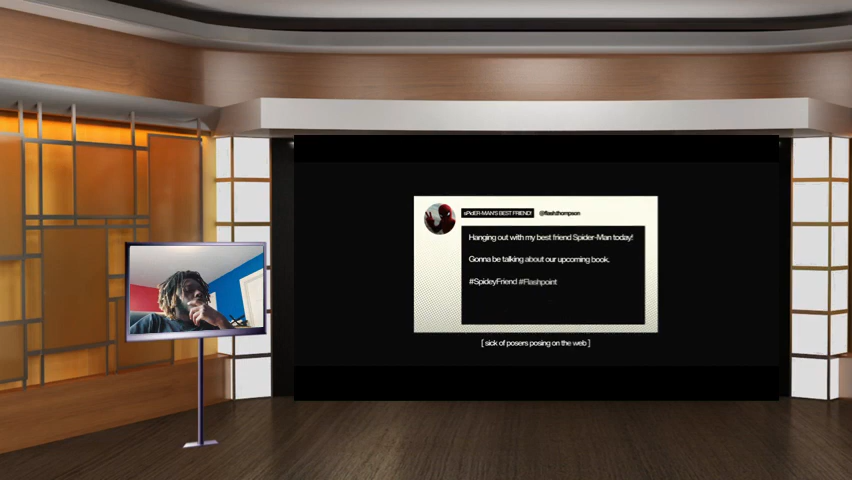 SPIDER-MAN'S BEST FRIEND! @flashthompson
Hanging out with my best friend Spider-Man today!
Gonna be talking about our upcoming book.
#SpideyFriend #Flashpoint
[ sick of posers posing on the web ]